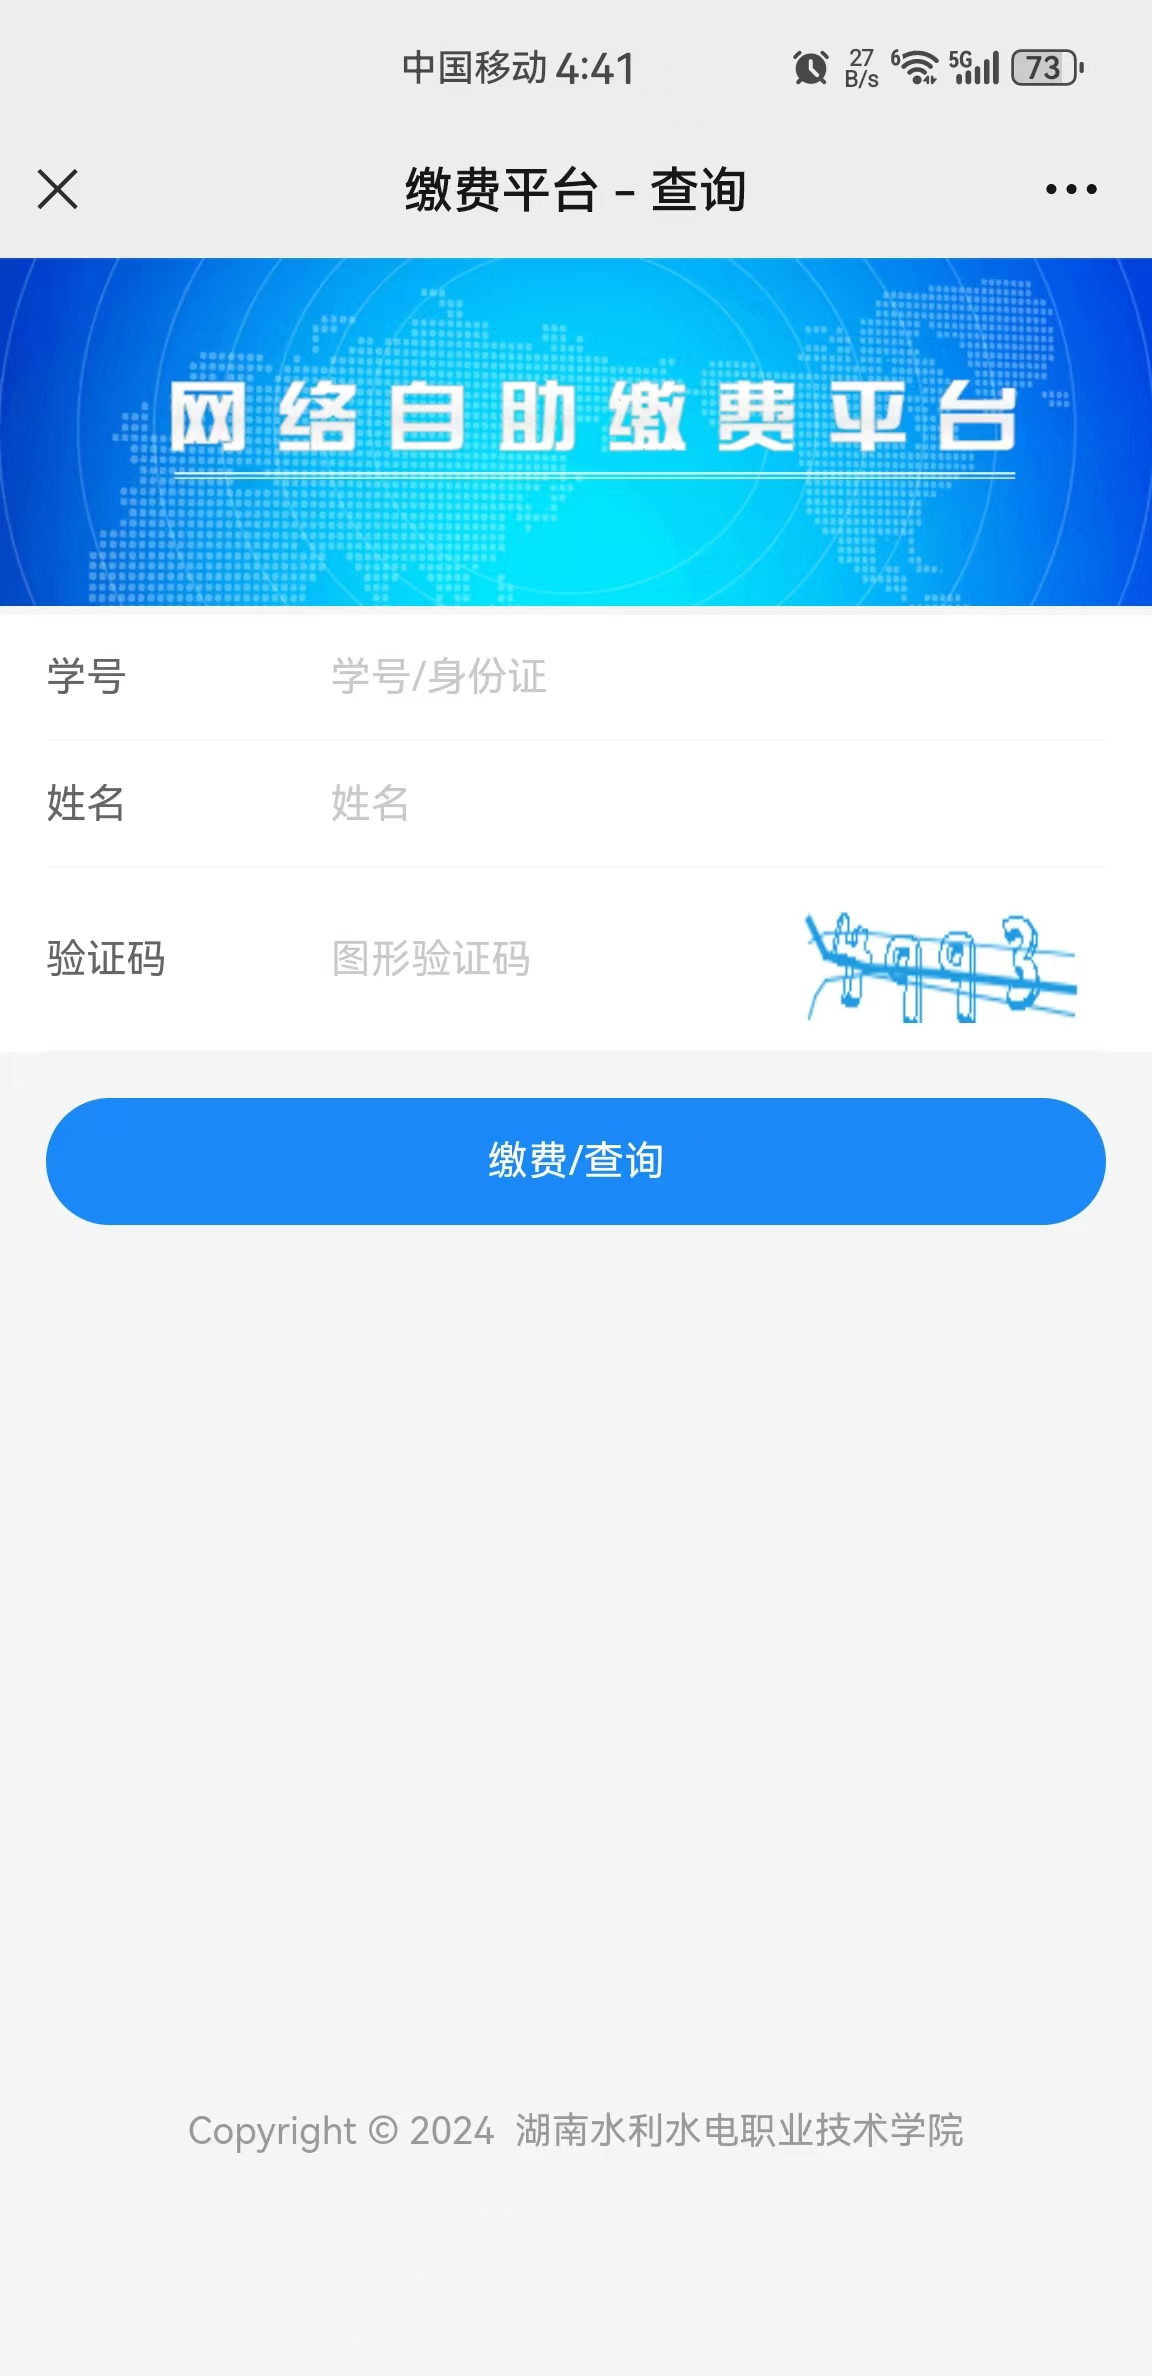 中国移动 4:41
27 B/s 6 5G 73
缴费平台 - 查询
网络自助缴费平台
学号 学号/身份证
姓名 姓名
验证码 图形验证码
缴费/查询
Copyright © 2024 湖南水利水电职业技术学院